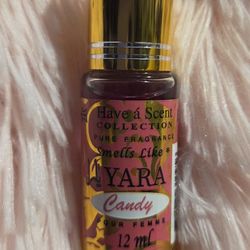 Have á Scent
COLLECTION
PURE FRAGRANCE
Smells Like*
YARA
Candy
POUR FEMME
12 ml